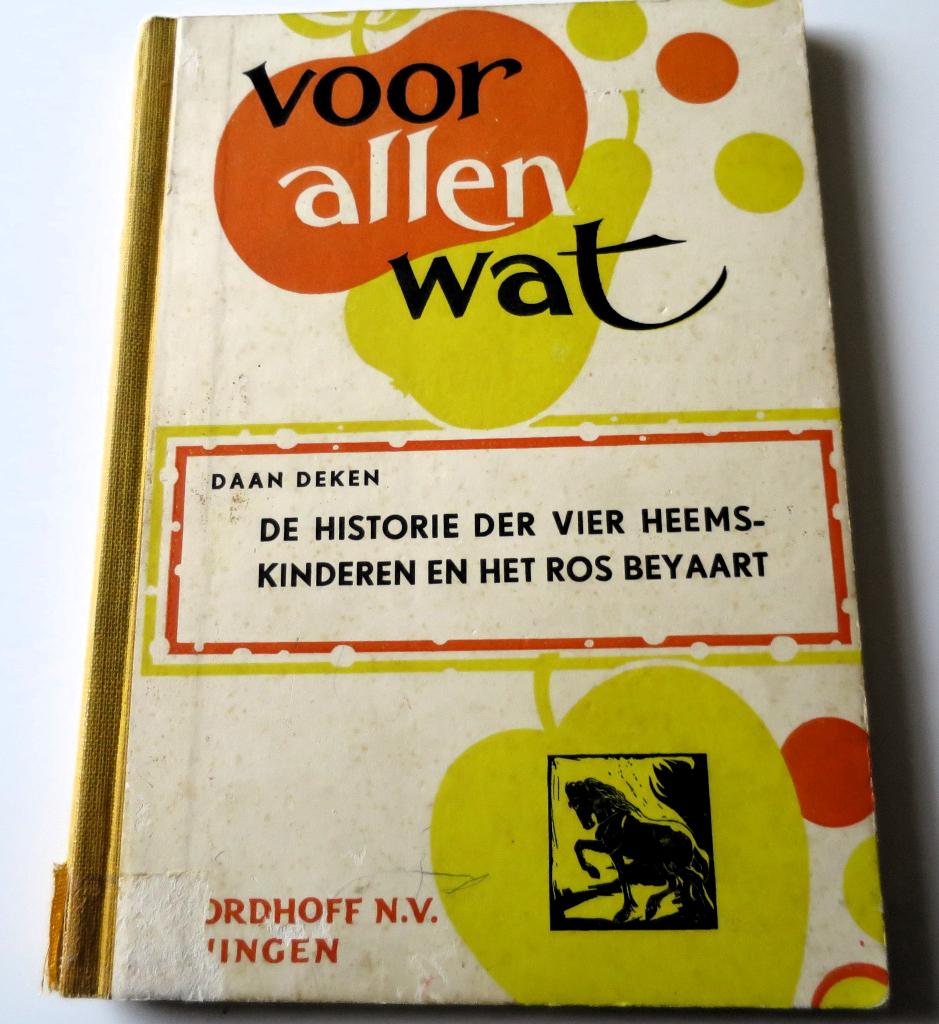 voor
allen
wat
DAAN DEKEN
DE HISTORIE DER VIER HEEMS-
KINDEREN EN HET ROS BEYAART
ORDHOFF N.V.
INGEN